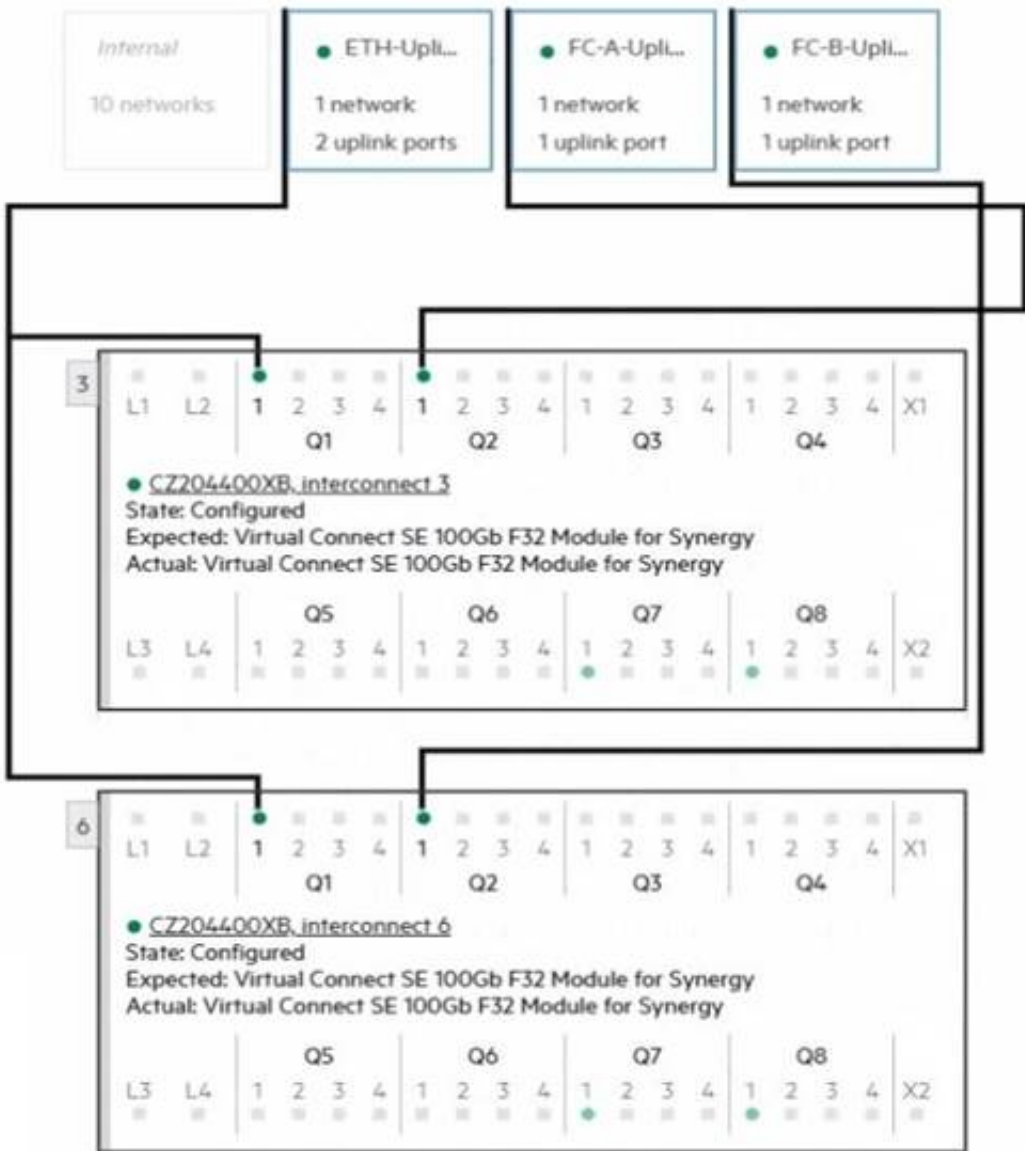 Internal
10 networks
ETH-Upli...
1 network
2 uplink ports
FC-A-Upli...
1 network
1 uplink port
FC-B-Upli...
1 network
1 uplink port
3
L1 L2 1 2 3 4 1 2 3 4 1 2 3 4 1 2 3 4 X1
Q1 Q2 Q3 Q4
CZ204400XB, interconnect 3
State: Configured
Expected: Virtual Connect SE 100Gb F32 Module for Synergy
Actual: Virtual Connect SE 100Gb F32 Module for Synergy
Q5 Q6 Q7 Q8
L3 L4 1 2 3 4 1 2 3 4 1 2 3 4 1 2 3 4 X2
6
L1 L2 1 2 3 4 1 2 3 4 1 2 3 4 1 2 3 4 X1
Q1 Q2 Q3 Q4
CZ204400XB, interconnect 6
State: Configured
Expected: Virtual Connect SE 100Gb F32 Module for Synergy
Actual: Virtual Connect SE 100Gb F32 Module for Synergy
Q5 Q6 Q7 Q8
L3 L4 1 2 3 4 1 2 3 4 1 2 3 4 1 2 3 4 X2